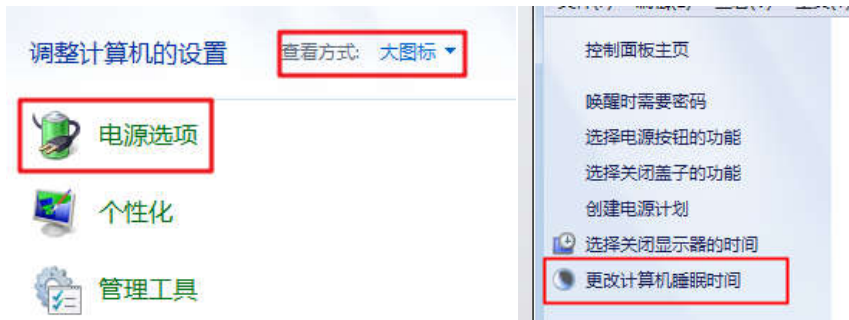 调整计算机的设置
查看方式: 大图标
电源选项
个性化
管理工具
控制面板主页
唤醒时需要密码
选择电源按钮的功能
选择关闭盖子的功能
创建电源计划
选择关闭显示器的时间
更改计算机睡眠时间